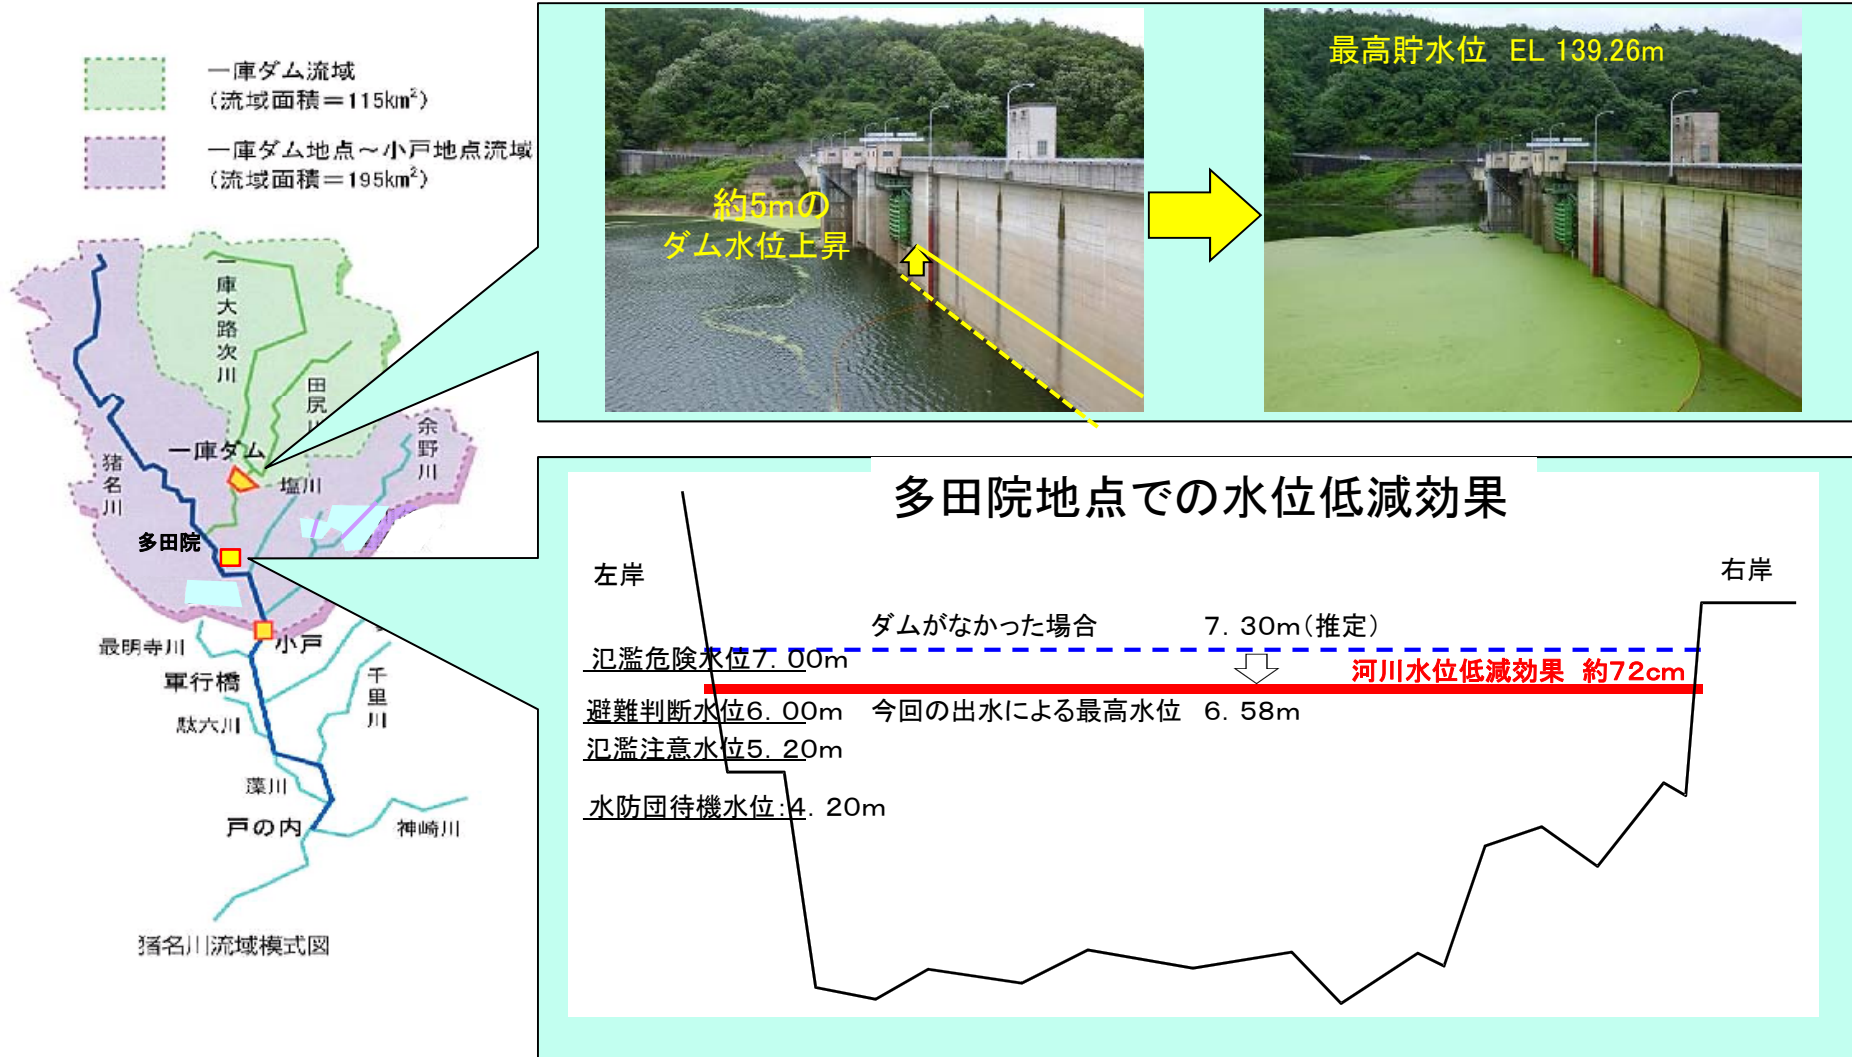 一庫ダム流域
(流域面積＝115km²)
一庫ダム地点～小戸地点流域
(流域面積＝195km²)
一庫大路次川
田尻川
一庫ダム
余野川
猪名川
塩川
多田院
小戸
最明寺川
軍行橋
千里川
駄六川
藻川
戸の内
神崎川
猪名川流域模式図
約5mの
ダム水位上昇
最高貯水位　EL 139.26m
多田院地点での水位低減効果
左岸
右岸
ダムがなかった場合　7．30m（推定）
氾濫危険水位7．00m
河川水位低減効果　約72cm
避難判断水位6．00m
今回の出水による最高水位　6．58m
氾濫注意水位5．20m
水防団待機水位：4．20m